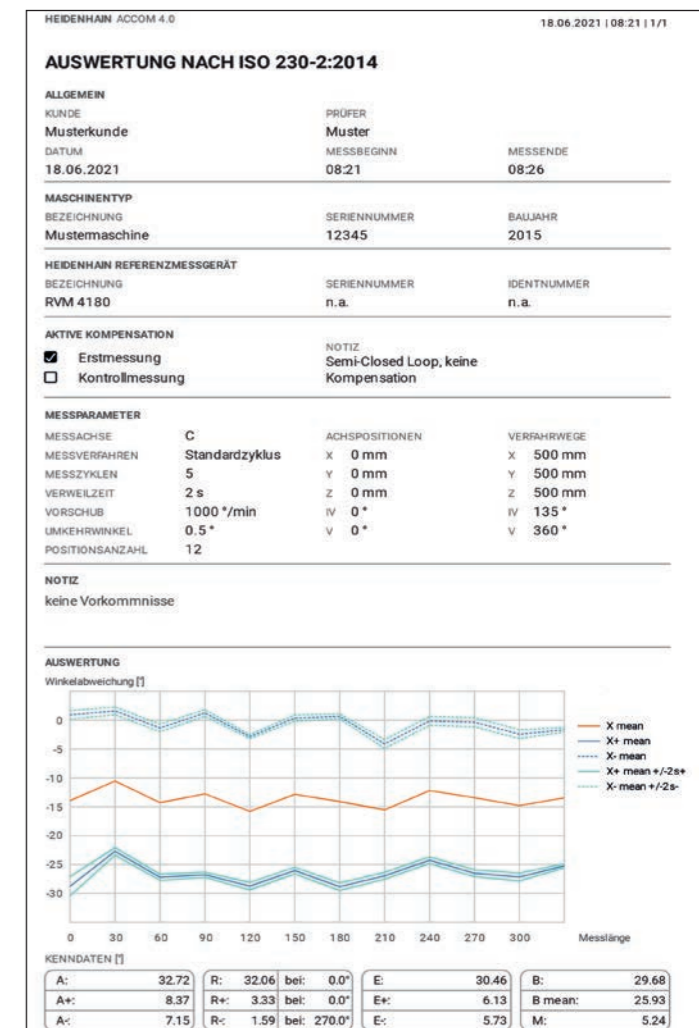 HEIDENHAIN ACCOM 4.0 18.06.2021 | 08:21 | 1/1
AUSWERTUNG NACH ISO 230-2:2014
ALLGEMEIN
KUNDE PRÜFER
Musterkunde Muster
DATUM MESSBEGINN MESSENDE
18.06.2021 08:21 08:26
MASCHINENTYP
BEZEICHNUNG SERIENNUMMER BAUJAHR
Mustermaschine 12345 2015
HEIDENHAIN REFERENZMESSGERÄT
BEZEICHNUNG SERIENNUMMER IDENTNUMMER
RVM 4180 n.a. n.a.
AKTIVE KOMPENSATION
NOTIZ
Erstmessung Semi-Closed Loop, keine
Kontrollmessung Kompensation
MESSPARAMETER
MESSACHSE C ACHSPOSITIONEN VERFAHRWEGE
MESSVERFAHREN Standardzyklus X 0 mm X 500 mm
MESSZYKLEN 5 Y 0 mm Y 500 mm
VERWEILZEIT 2 s Z 0 mm Z 500 mm
VORSCHUB 1000 °/min IV 0 ° IV 135 °
UMKEHRWINKEL 0.5 ° V 0 ° V 360 °
POSITIONSANZAHL 12
NOTIZ
keine Vorkommnisse
AUSWERTUNG
Winkelabweichung ["]
0
-5
-10
-15
-20
-25
-30
X mean
X+ mean
X- mean
X+ mean +/-2s+
X- mean +/-2s-
0 30 60 90 120 150 180 210 240 270 300 Messlänge
KENNDATEN ["]
A: 32.72 R: 32.06 bei: 0.0° E: 30.46 B: 29.68
A+: 8.37 R+: 3.33 bei: 0.0° E+: 6.13 B mean: 25.93
A-: 7.15 R-: 1.59 bei: 270.0° E-: 5.73 M: 5.24